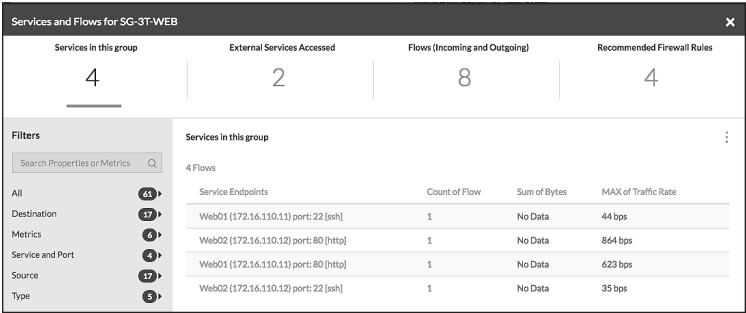 Services and Flows for SG-3T-WEB
Services in this group
4
External Services Accessed
2
Flows (Incoming and Outgoing)
8
Recommended Firewall Rules
4
Filters
Search Properties or Metrics
All 61
Destination 17
Metrics 6
Service and Port 4
Source 17
Type 5
Services in this group
4 Flows
Service Endpoints Count of Flow Sum of Bytes MAX of Traffic Rate
Web01 (172.16.110.11) port: 22 [ssh] 1 No Data 44 bps
Web02 (172.16.110.12) port: 80 [http] 1 No Data 864 bps
Web01 (172.16.110.11) port: 80 [http] 1 No Data 623 bps
Web02 (172.16.110.12) port: 22 [ssh] 1 No Data 35 bps